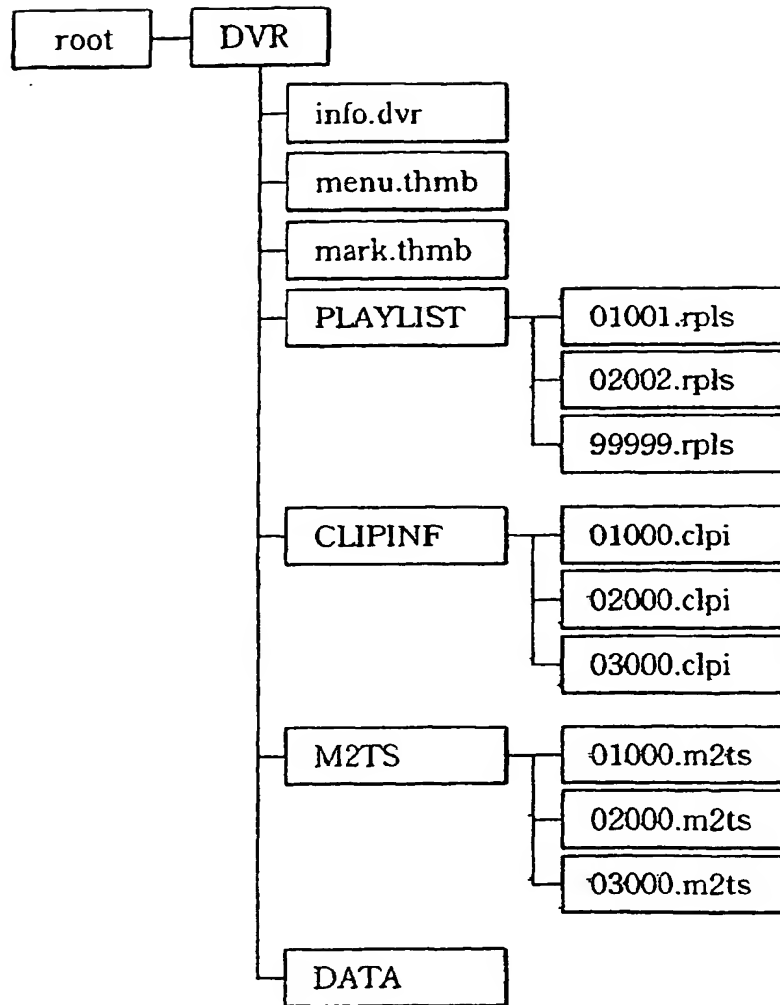 root
DVR
info.dvr
menu.thmb
mark.thmb
PLAYLIST
01001.rpls
02002.rpls
99999.rpls
CLIPINF
01000.clpi
02000.clpi
03000.clpi
M2TS
01000.m2ts
02000.m2ts
03000.m2ts
DATA